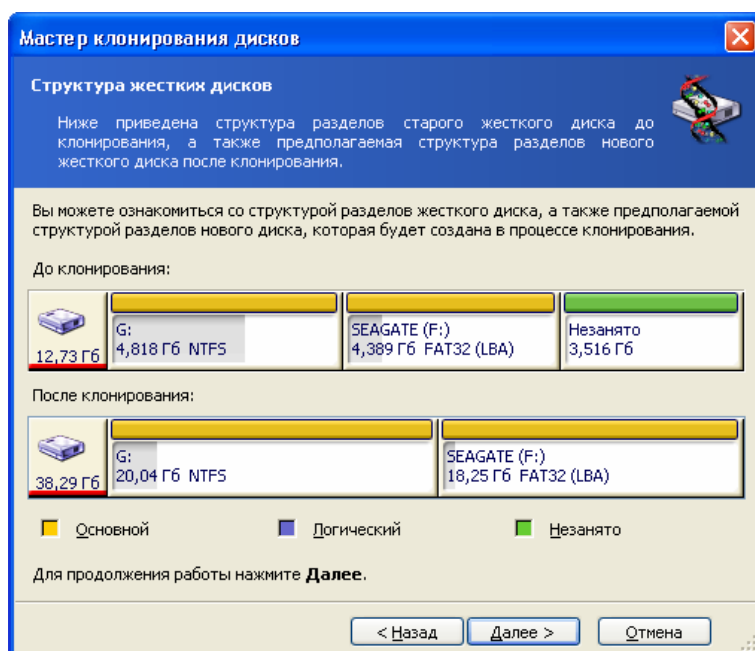 Мастер клонирования дисков
Структура жестких дисков
Ниже приведена структура разделов старого жесткого диска до
клонирования, а также предполагаемая структура разделов нового
жесткого диска после клонирования.
Вы можете ознакомиться со структурой разделов жесткого диска, а также предполагаемой
структурой разделов нового диска, которая будет создана в процессе клонирования.
До клонирования:
12,73 Гб
G:
4,818 Гб NTFS
SEAGATE (F:)
4,389 Гб FAT32 (LBA)
Незанято
3,516 Гб
После клонирования:
38,29 Гб
G:
20,04 Гб NTFS
SEAGATE (F:)
18,25 Гб FAT32 (LBA)
Основной Логический Незанято
Для продолжения работы нажмите Далее.
< Назад Далее > Отмена